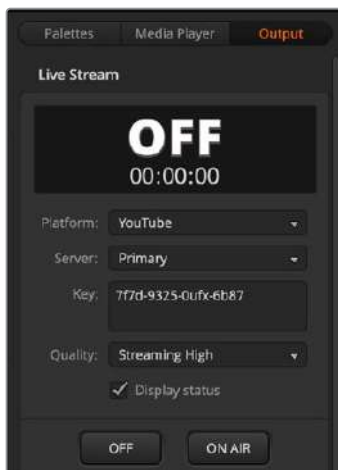 Palettes Media Player Output
Live Stream
OFF
00:00:00
Platform: YouTube
Server: Primary
Key: 7f7d-9325-0ufx-6b87
Quality: Streaming High
Display status
OFF ON AIR